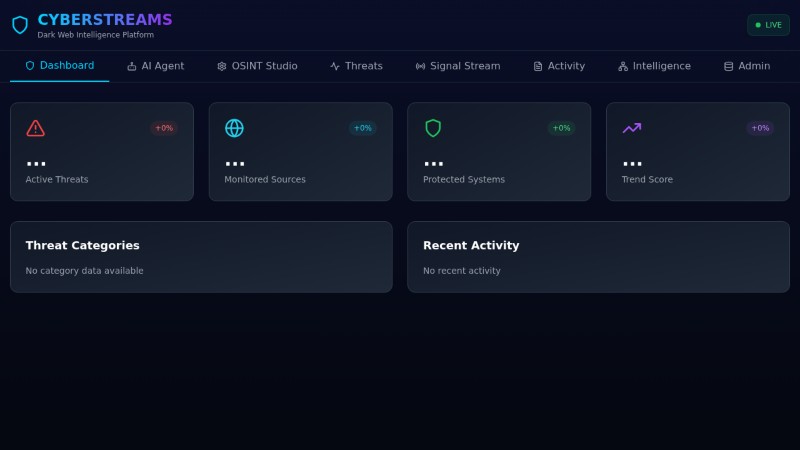 CYBERSTREAMS
Dark Web Intelligence Platform
LIVE
Dashboard
AI Agent
OSINT Studio
Threats
Signal Stream
Activity
Intelligence
Admin
+0%
...
Active Threats
+0%
...
Monitored Sources
+0%
...
Protected Systems
+0%
...
Trend Score
Threat Categories
No category data available
Recent Activity
No recent activity